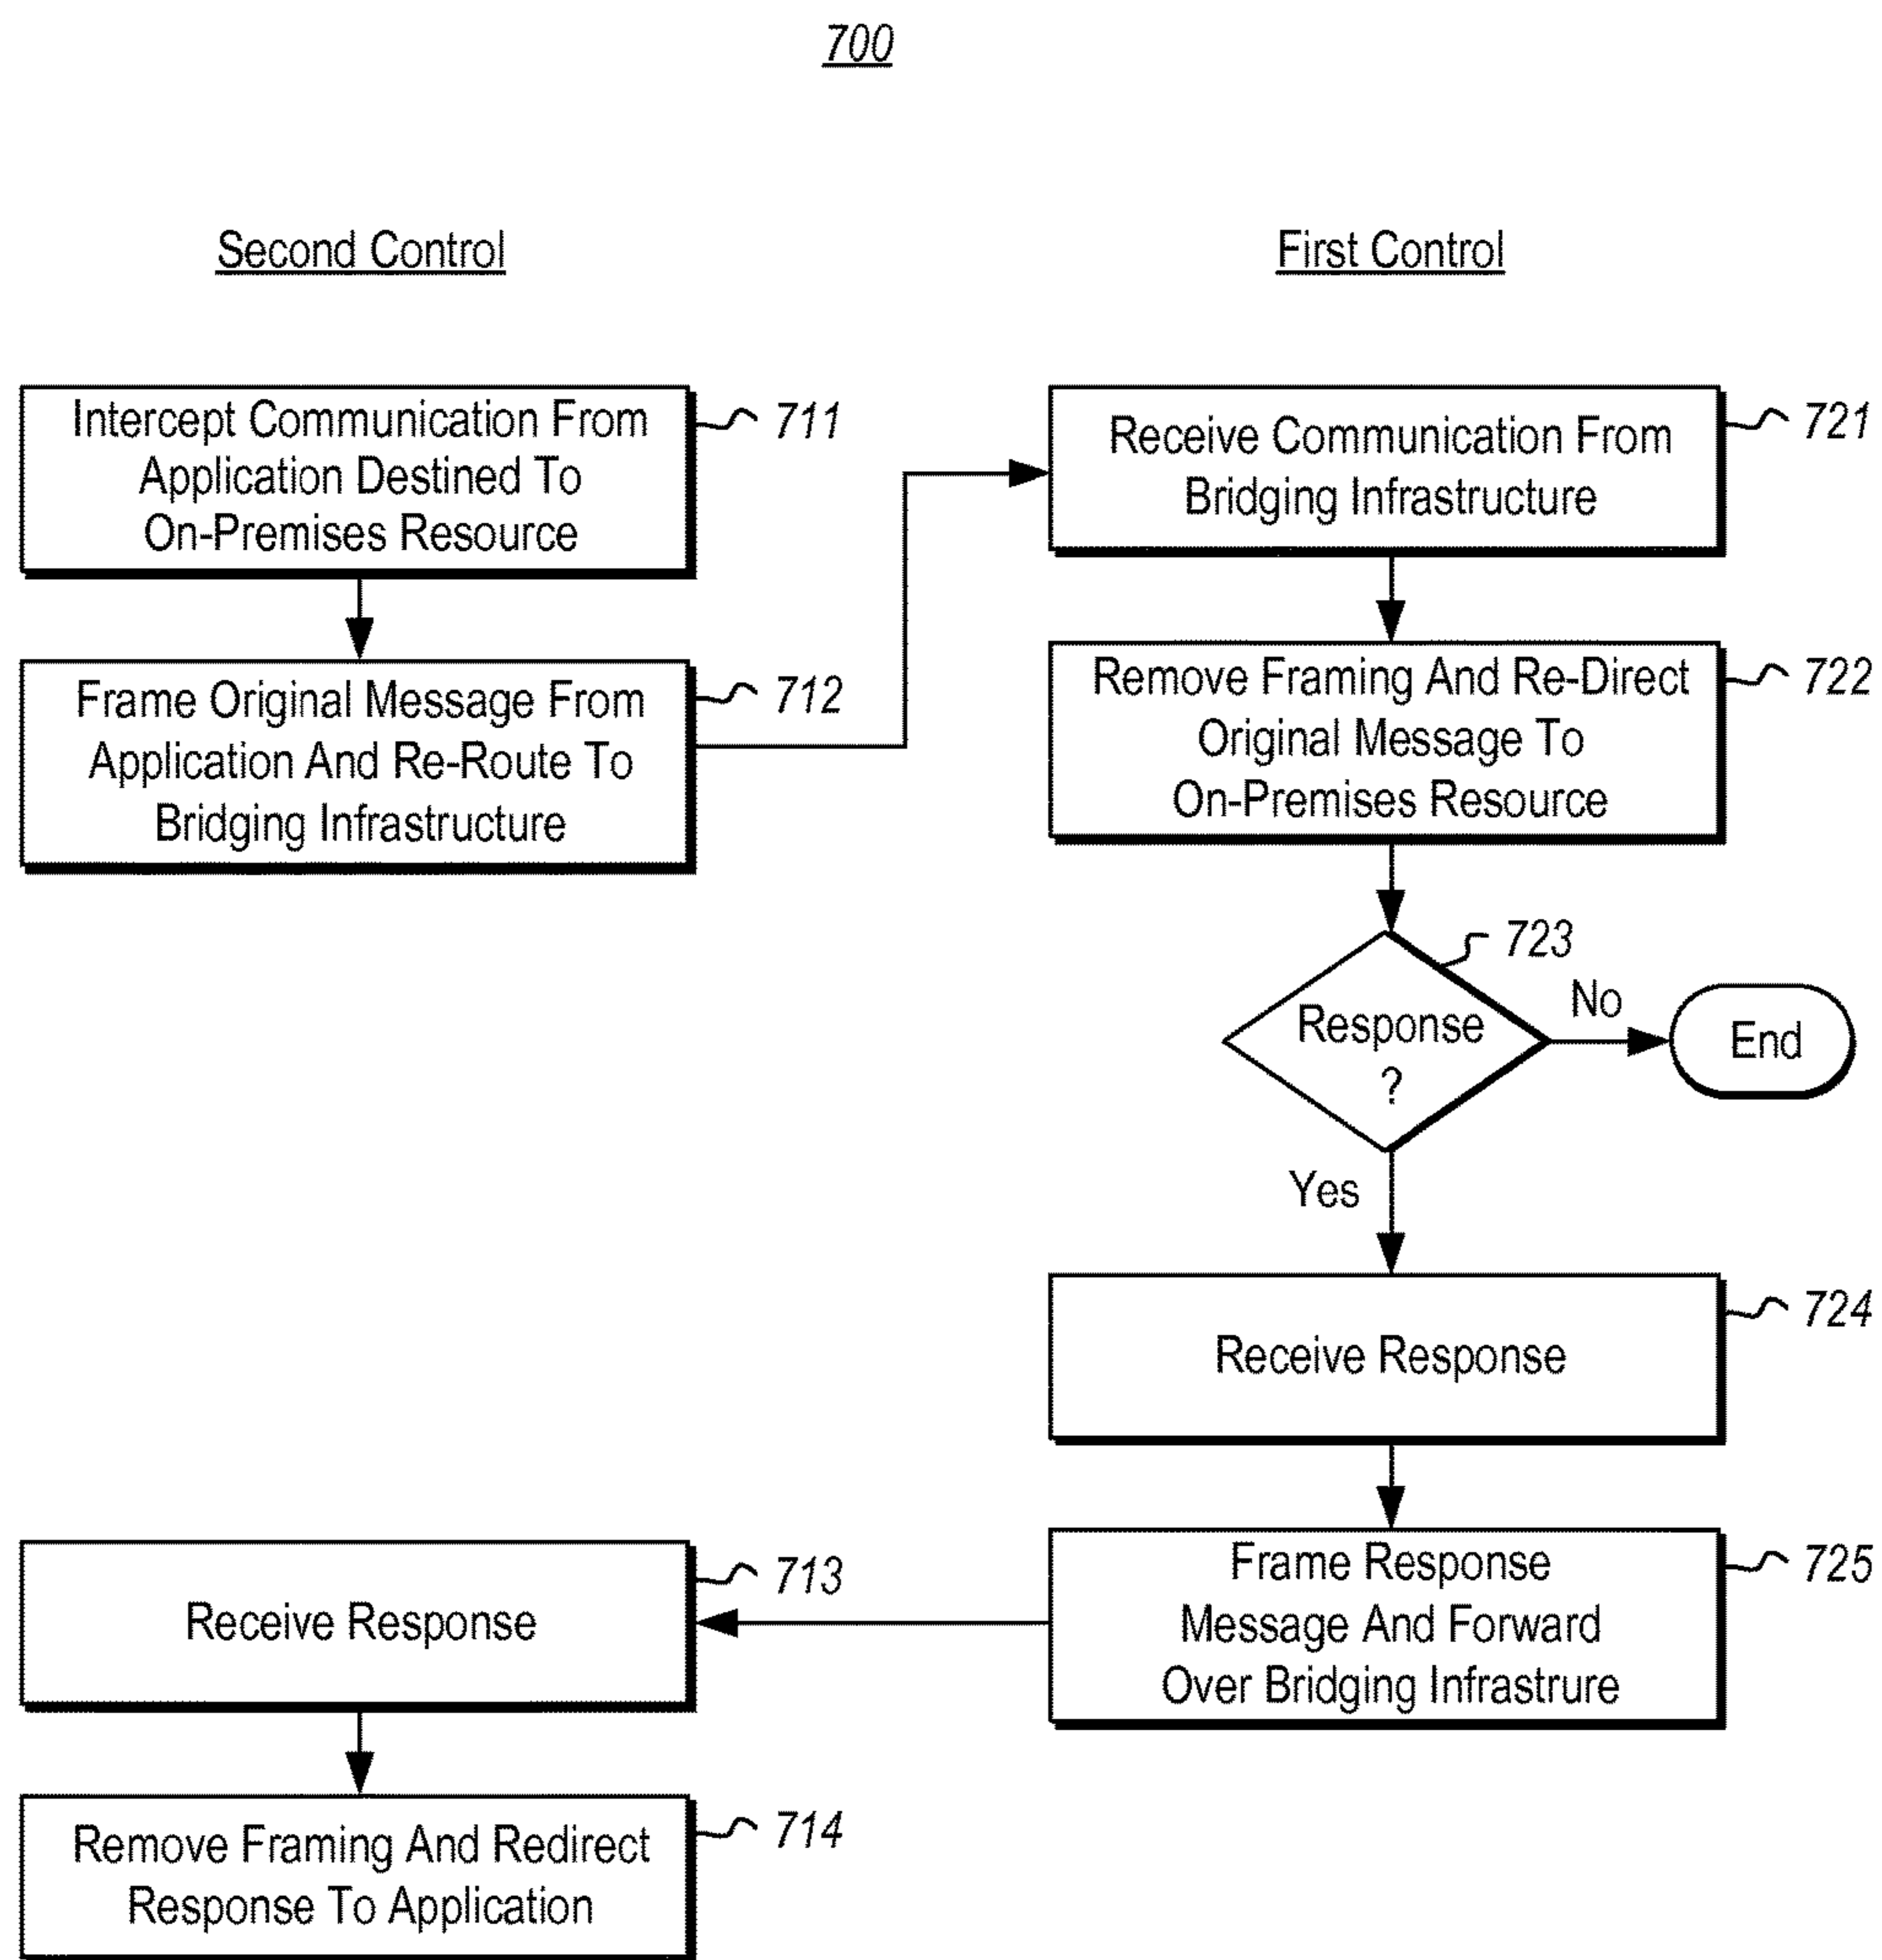 700
Second Control
First Control
Intercept Communication From
Application Destined To
On-Premises Resource
711
Frame Original Message From
Application And Re-Route To
Bridging Infrastructure
712
Receive Communication From
Bridging Infrastructure
721
Remove Framing And Re-Direct
Original Message To
On-Premises Resource
722
723
Response
?
No
End
Yes
Receive Response
724
Frame Response
Message And Forward
Over Bridging Infrastrure
725
Receive Response
713
Remove Framing And Redirect
Response To Application
714